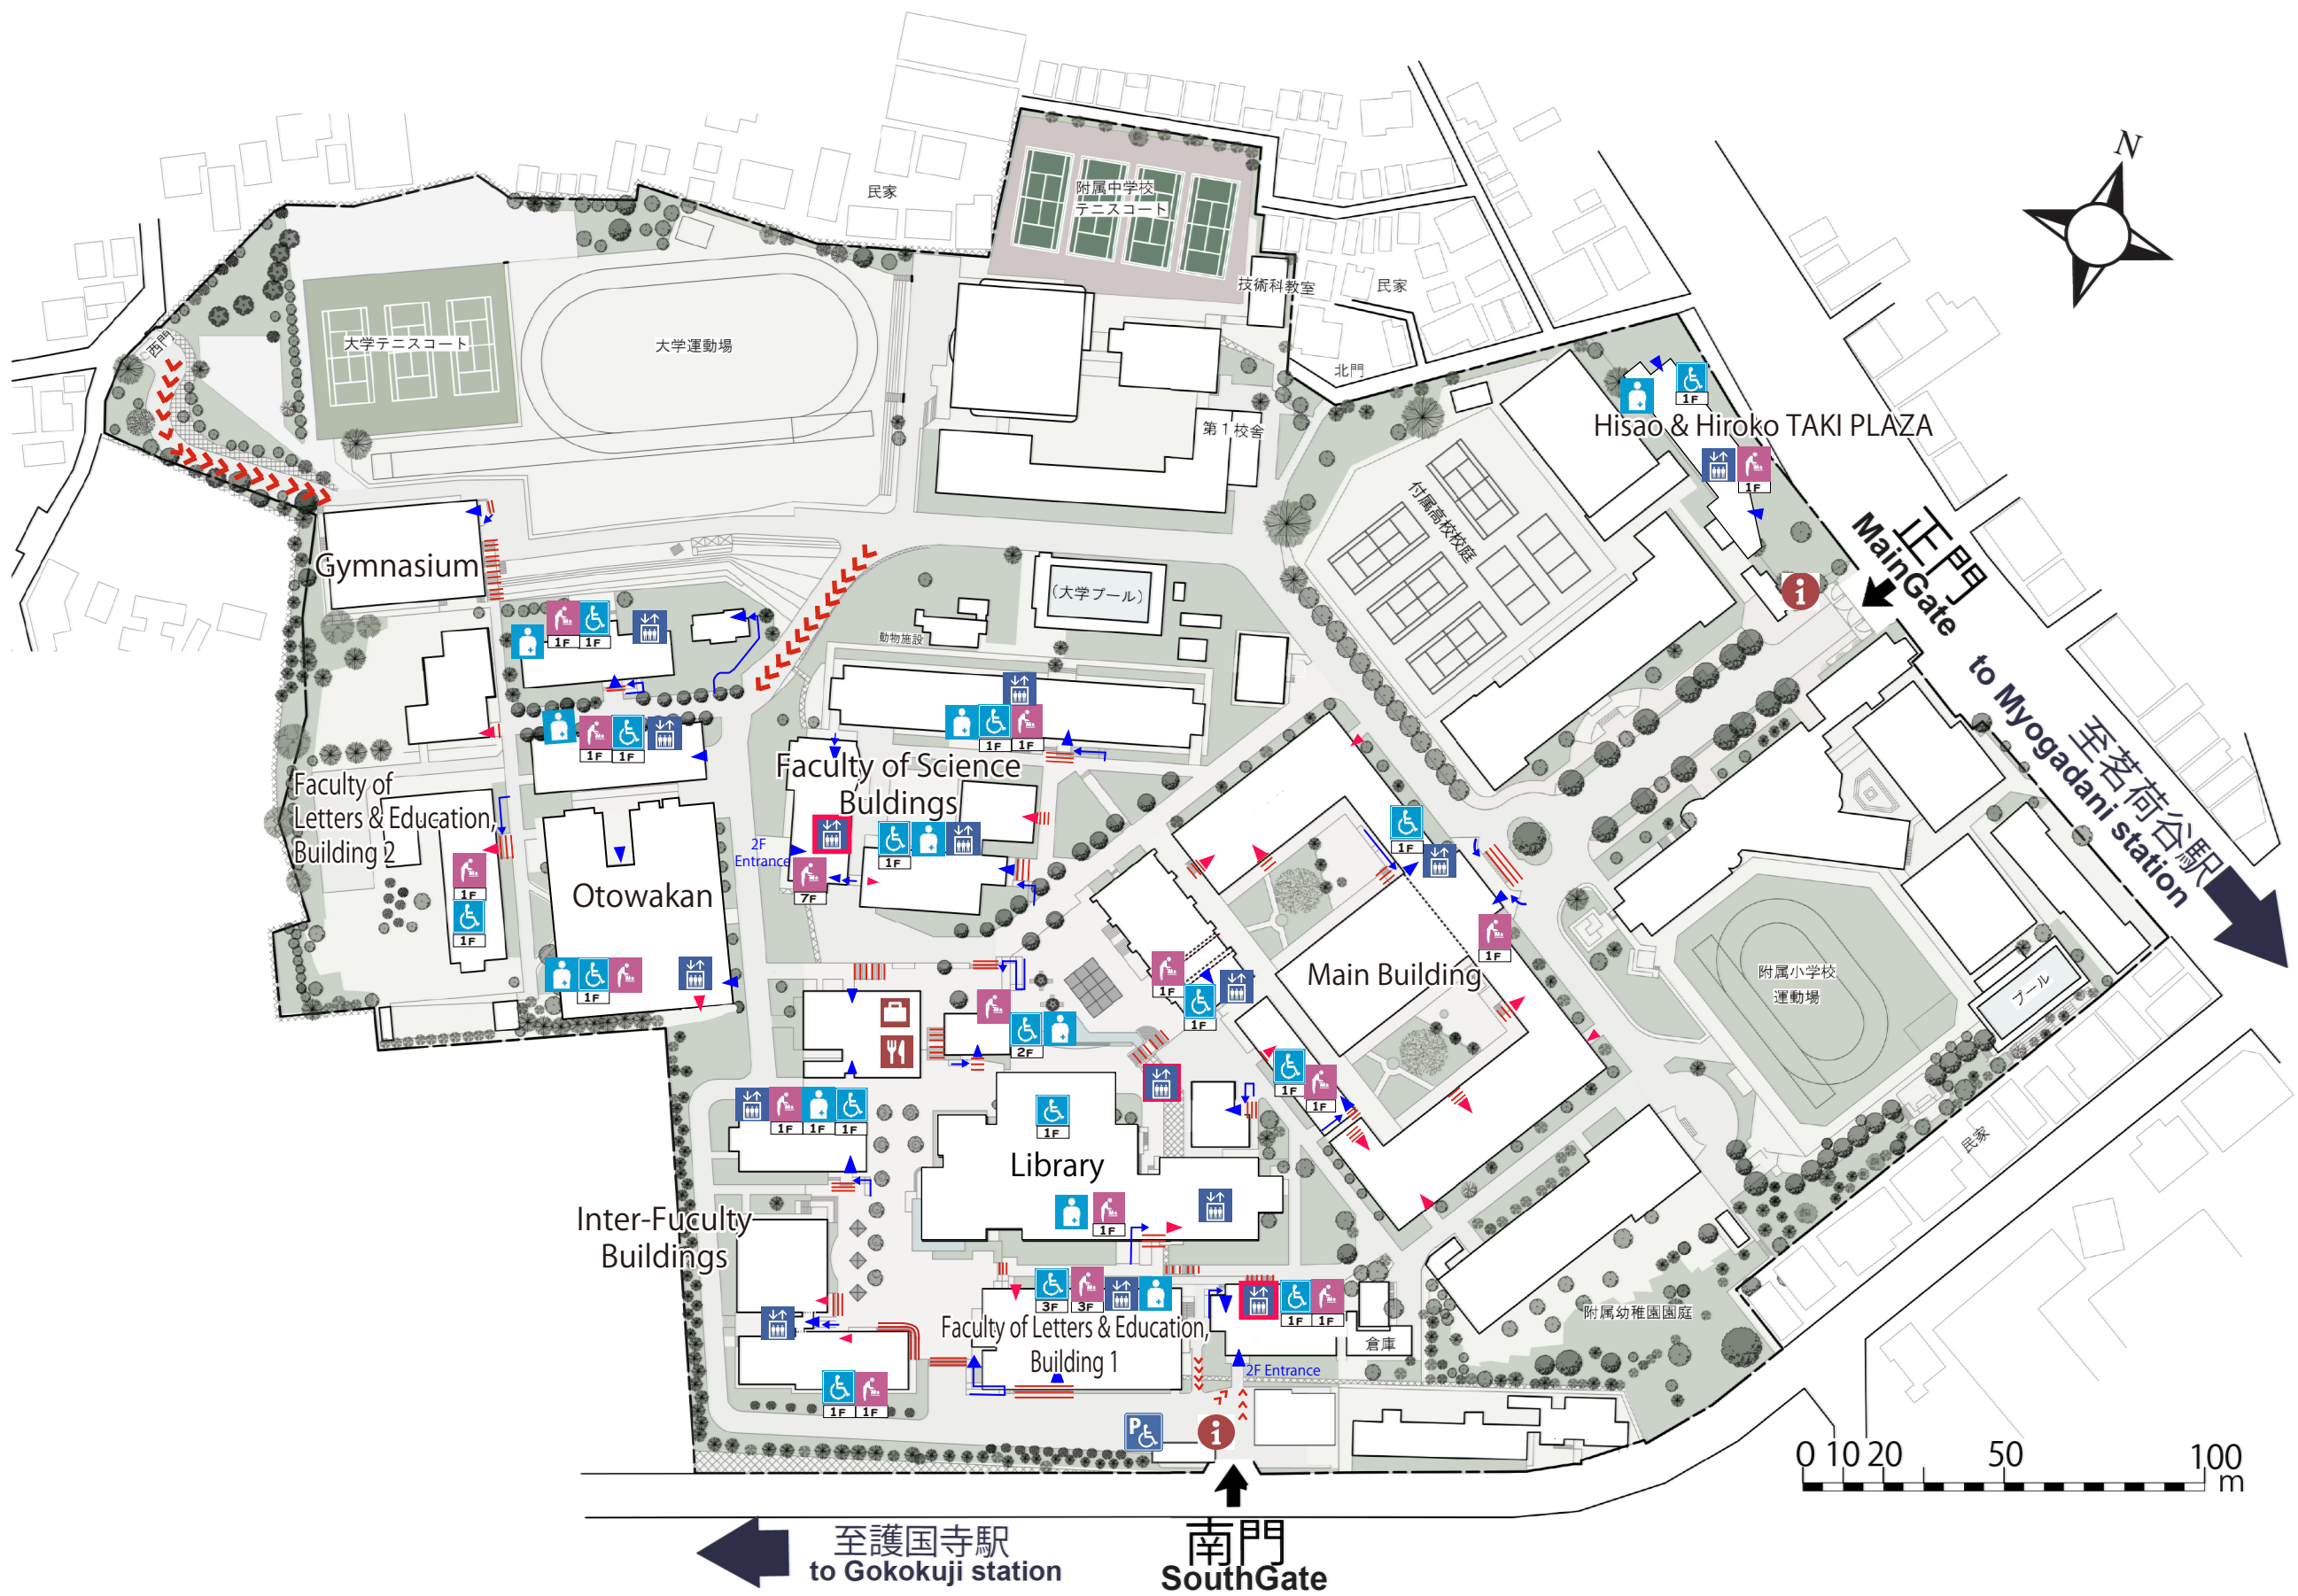 N
民家
附属中学校
テニスコート
技術科教室
民家
北門
西門
大学テニスコート
大学運動場
第1校舎
1F
Hisao & Hiroko TAKI PLAZA
1F
付属高校校庭
正門
MainGate
Gymnasium
(大学プール)
動物施設
1F
1F
to Myogadani station
至茗荷谷駅
1F
1F
1F
1F
Faculty of
Letters & Education,
Building 2
Faculty of Science
Buldings
2F
Entrance
1F
7F
1F
1F
1F
Otowakan
1F
1F
Main Building
1F
1F
1F
附属小学校
運動場
プール
2F
1F
1F
1F
1F
1F
1F
Library
1F
民家
Inter-Fuculty
Buildings
3F
3F
Faculty of Letters & Education,
Building 1
1F
1F
倉庫
附属幼稚園園庭
2F Entrance
1F
1F
P
i
i
0 10 20 50 100
m
至護国寺駅
to Gokokuji station
南門
SouthGate